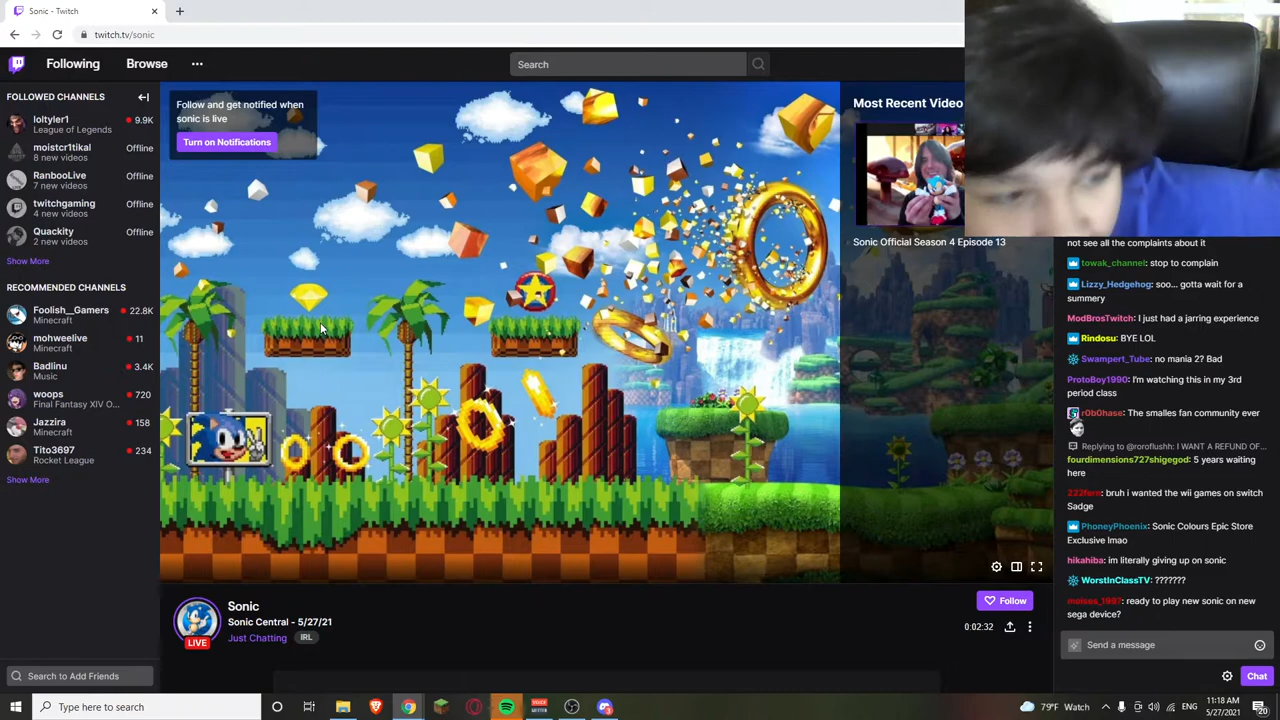 Sonic - Twitch
twitch.tv/sonic
Following
Browse
Search
FOLLOWED CHANNELS
loltyler1
9.9K
League of Legends
moistcr1tikal
Offline
8 new videos
RanbooLive
Offline
7 new videos
twitchgaming
Offline
4 new videos
Quackity
Offline
2 new videos
Show More
RECOMMENDED CHANNELS
Foolish__Gamers
22.8K
Minecraft
mohweelive
11
Minecraft
Badlinu
3.4K
Music
woops
720
Final Fantasy XIV O...
Jazzira
158
Minecraft
Tito3697
234
Rocket League
Show More
Search to Add Friends
Follow and get notified when
sonic is live
Turn on Notifications
Most Recent Video
Sonic Official Season 4 Episode 13
Sonic
Sonic Central - 5/27/21
Just Chatting
IRL
LIVE
Follow
0:02:32
not see all the complaints about it
towak_channel: stop to complain
Lizzy_Hedgehog: soo... gotta wait for a
summery
ModBrosTwitch: I just had a jarring experience
Rindosu: BYE LOL
Swampert_Tube: no mania 2? Bad
ProtoBoy1990: I'm watching this in my 3rd
period class
r0b0hase: The smalles fan community ever
Replying to @roroflushh: I WANT A REFUND OF...
fourdimensions727shigegod: 5 years waiting
here
222fern: bruh i wanted the wii games on switch
Sadge
PhoneyPhoenix: Sonic Colours Epic Store
Exclusive lmao
hikahiba: im literally giving up on sonic
WorstInClassTV: ???????
moises_1997: ready to play new sonic on new
sega device?
Send a message
Chat
Type here to search
79°F Watch
ENG
11:18 AM
5/27/2021
20